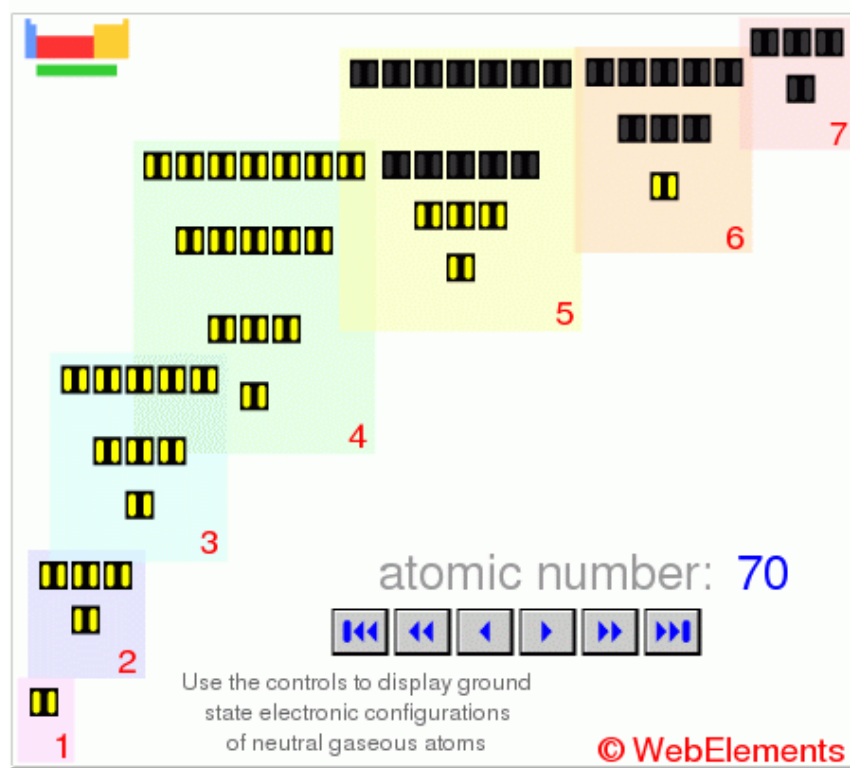 7
6
5
4
3
2
1
atomic number: 70
Use the controls to display ground
state electronic configurations
of neutral gaseous atoms
© WebElements